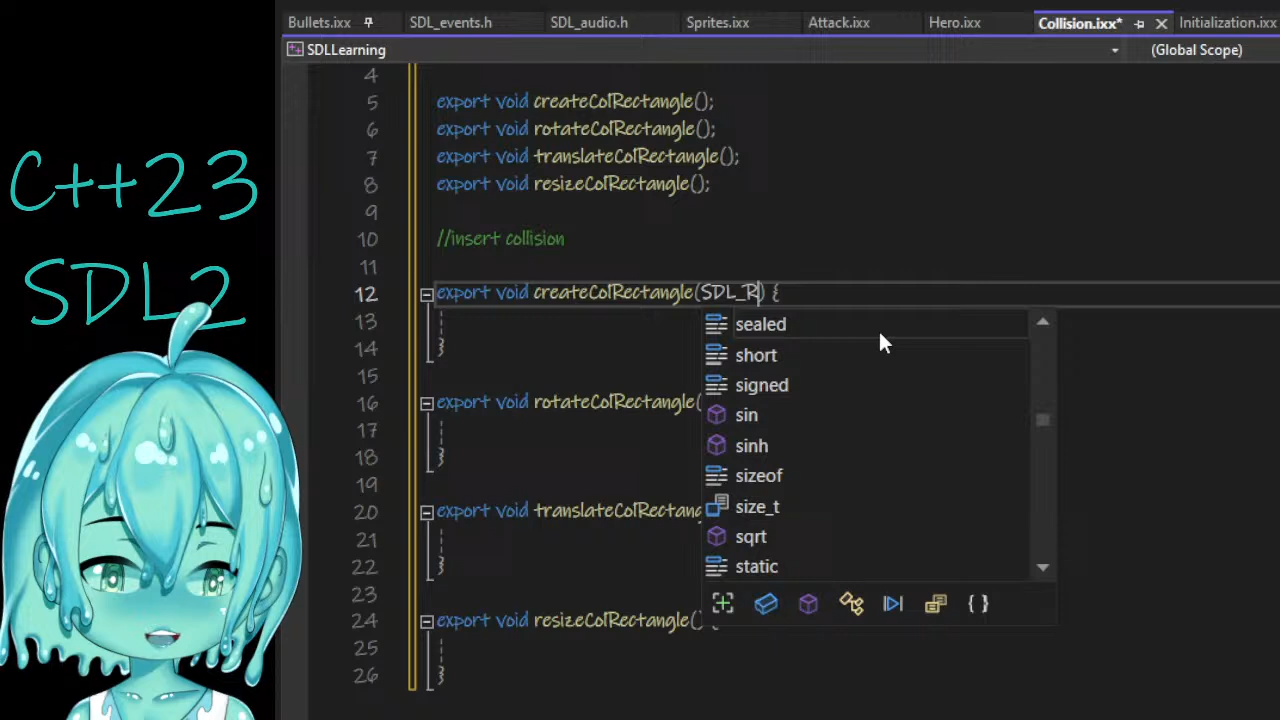 Bullets.ixx SDL_events.h SDL_audio.h Sprites.ixx Attack.ixx Hero.ixx Collision.ixx* Initialization.ixx
SDLLearning (Global Scope)
C++23
SDL2
4
5 export void createColRectangle();
6 export void rotateColRectangle();
7 export void translateColRectangle();
8 export void resizeColRectangle();
9
10 //insert collision
11
12 export void createColRectangle(SDL_R) {
13
14 }
15
16 export void rotateColRectangle(
17
18 }
19
20 export void translateColRectang
21
22 }
23
24 export void resizeColRectangle() {
25
26 }
sealed
short
signed
sin
sinh
sizeof
size_t
sqrt
static